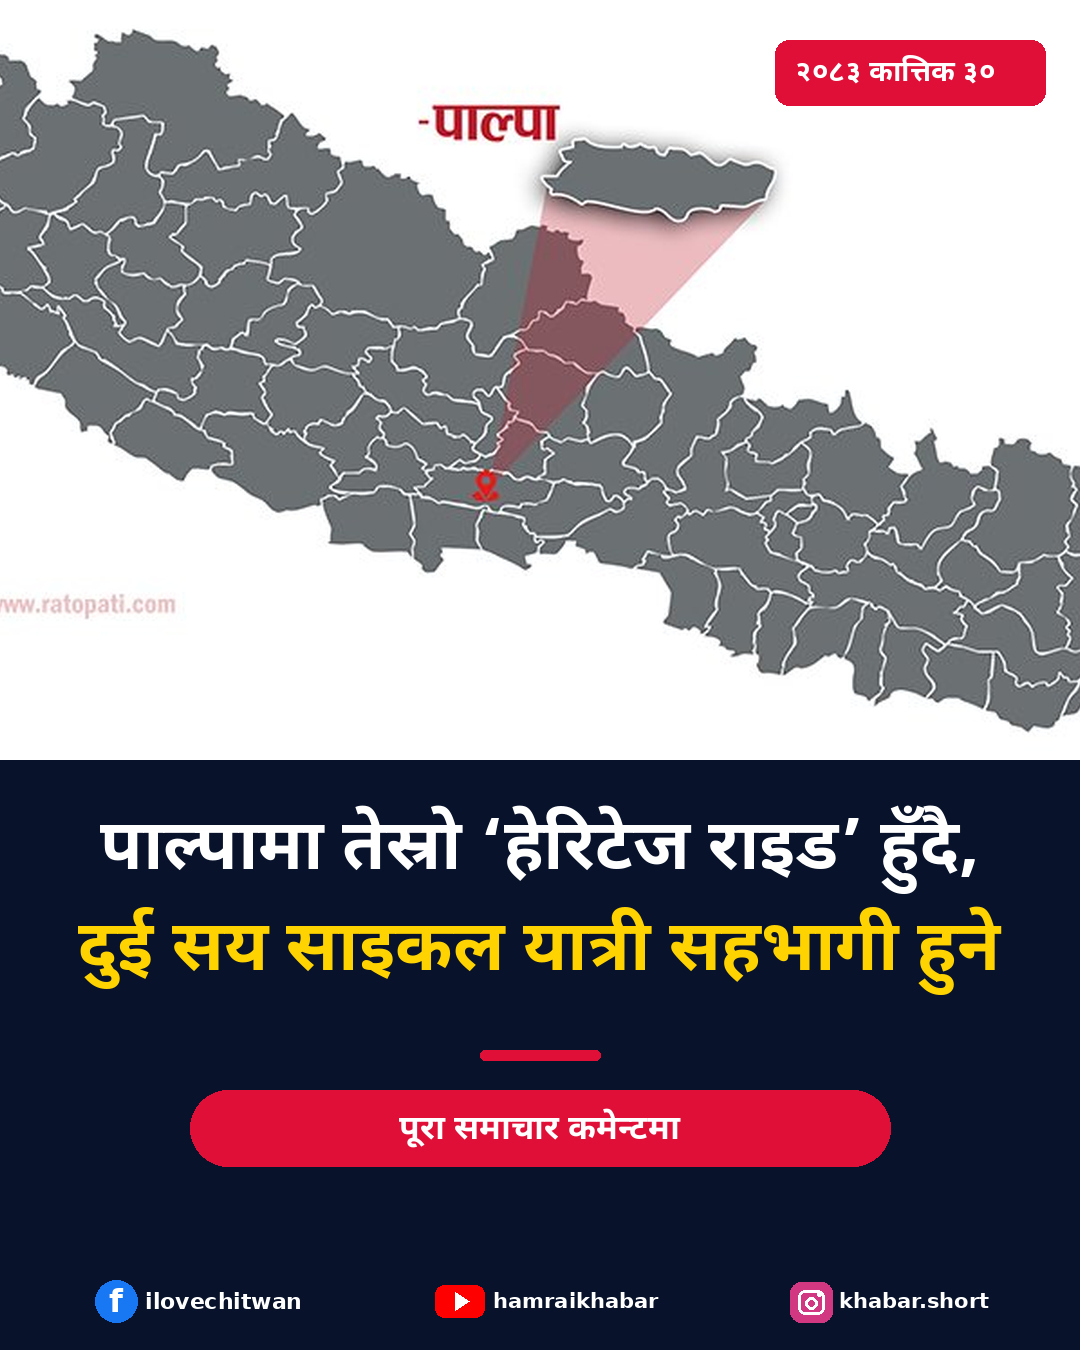 २०८३ कात्तिक ३०
-पाल्पा
www.ratopati.com
पाल्पामा तेस्रो ‘हेरिटेज राइड’ हुँदै,
दुई सय साइकल यात्री सहभागी हुने
पूरा समाचार कमेन्टमा
ilovechitwan
hamraikhabar
khabar.short